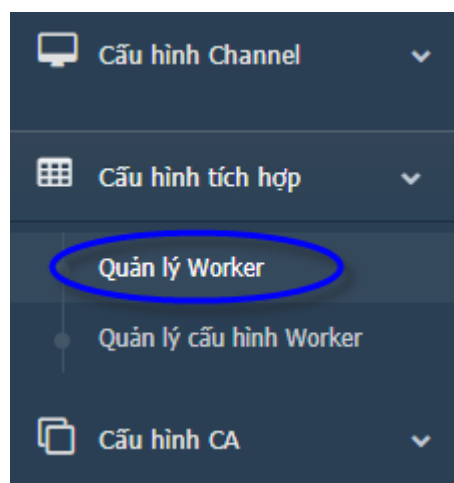 Cấu hình Channel
Cấu hình tích hợp
Quản lý Worker
Quản lý cấu hình Worker
Cấu hình CA